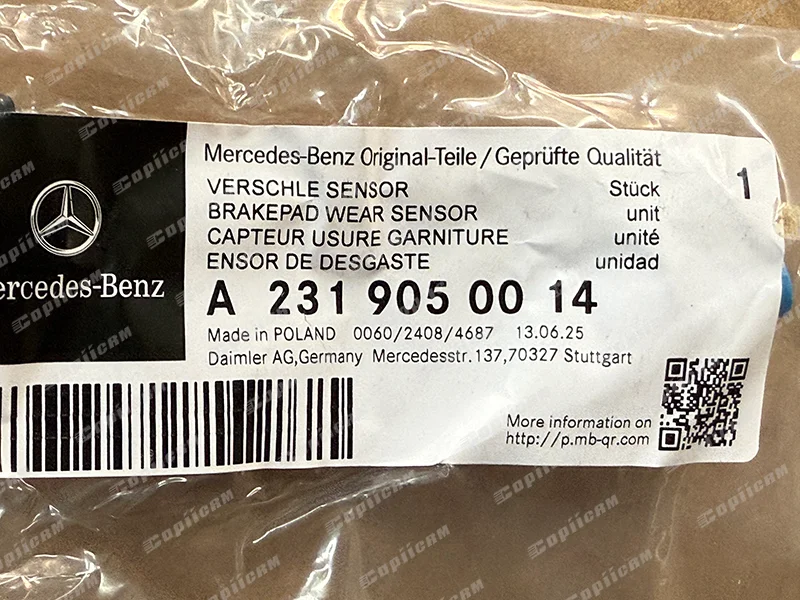 Mercedes-Benz Original-Teile / Geprüfte Qualität
VERSCHLE SENSOR Stück 1
BRAKEPAD WEAR SENSOR unit
CAPTEUR USURE GARNITURE unité
ENSOR DE DESGASTE unidad
A 231 905 00 14
Made in POLAND 0060/2408/4687 13.06.25
Daimler AG,Germany Mercedesstr.137,70327 Stuttgart
ercedes-Benz
More information on
http://p.mb-qr.com
CopiiCRM